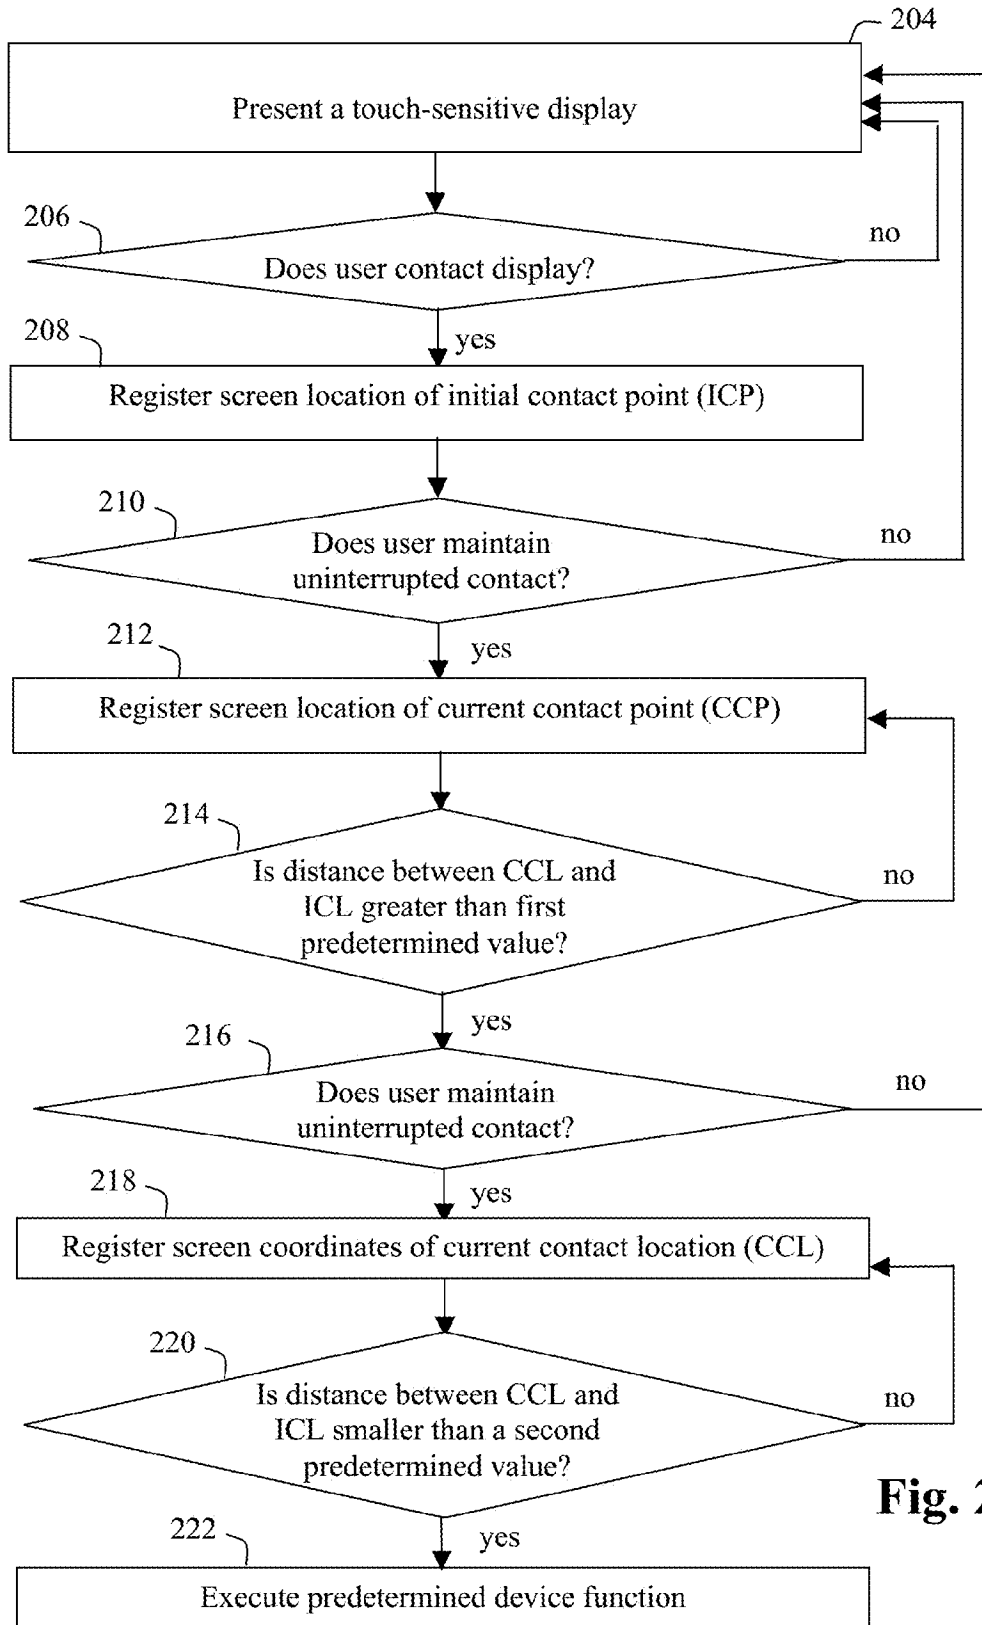 204
Present a touch-sensitive display
206
Does user contact display?
no
yes
208
Register screen location of initial contact point (ICP)
210
Does user maintain
uninterrupted contact?
no
yes
212
Register screen location of current contact point (CCP)
214
Is distance between CCL and
ICL greater than first
predetermined value?
no
yes
216
Does user maintain
uninterrupted contact?
no
yes
218
Register screen coordinates of current contact location (CCL)
220
Is distance between CCL and
ICL smaller than a second
predetermined value?
no
yes
Fig. 2
222
Execute predetermined device function